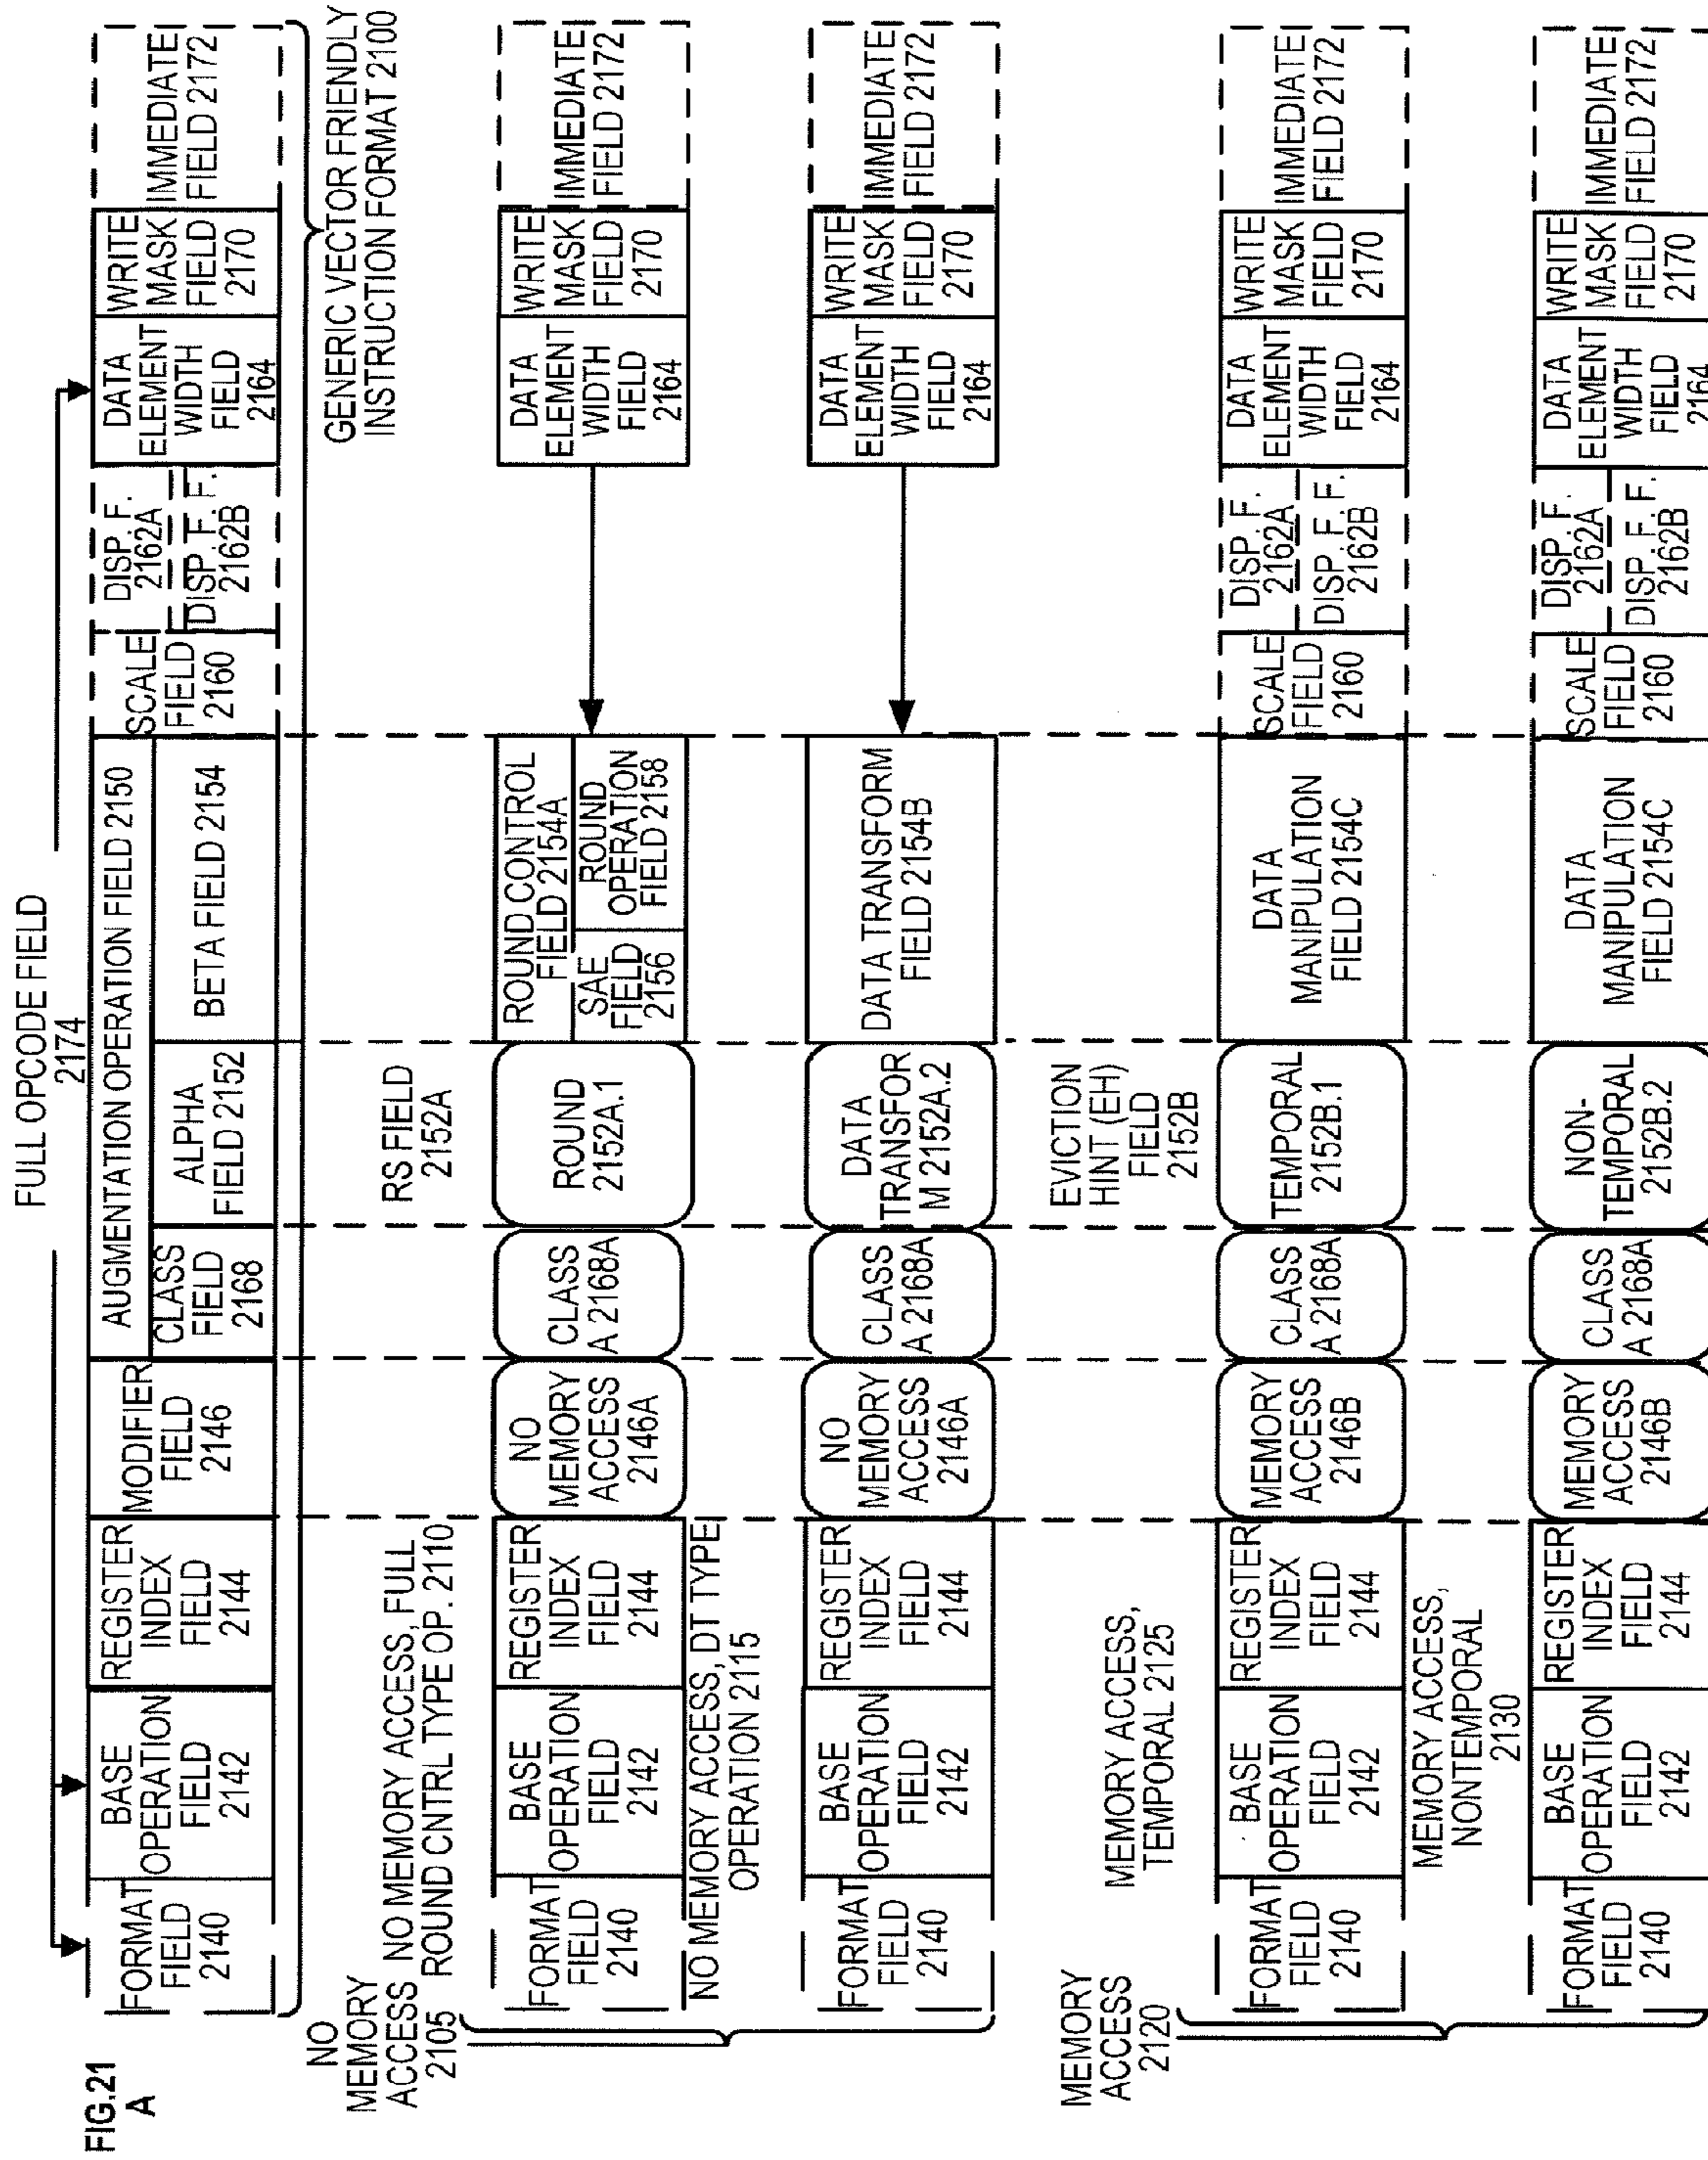 FIG.21
A
FULL OPCODE FIELD
2174
FORMAT
FIELD
2140
BASE
OPERATION
FIELD
2142
REGISTER
INDEX
FIELD
2144
MODIFIER
FIELD
2146
AUGMENTATION OPERATION FIELD 2150
CLASS
FIELD
2168
ALPHA
FIELD 2152
BETA FIELD 2154
SCALE
FIELD
2160
DISP. F.
2162A
DISP. F. F.
2162B
DATA
ELEMENT
WIDTH
FIELD
2164
WRITE
MASK
FIELD
2170
IMMEDIATE
FIELD 2172
GENERIC VECTOR FRIENDLY
INSTRUCTION FORMAT 2100
NO
MEMORY
ACCESS
2105
NO MEMORY ACCESS, FULL
ROUND CNTRL TYPE OP. 2110
RS FIELD
2152A
FORMAT
FIELD
2140
BASE
OPERATION
FIELD
2142
REGISTER
INDEX
FIELD
2144
NO
MEMORY
ACCESS
2146A
CLASS
A 2168A
ROUND
2152A.1
ROUND CONTROL
FIELD 2154A
SAE
FIELD
2156
ROUND
OPERATION
FIELD 2158
DATA
ELEMENT
WIDTH
FIELD
2164
WRITE
MASK
FIELD
2170
IMMEDIATE
FIELD 2172
NO MEMORY ACCESS, DT TYPE
OPERATION 2115
FORMAT
FIELD
2140
BASE
OPERATION
FIELD
2142
REGISTER
INDEX
FIELD
2144
NO
MEMORY
ACCESS
2146A
CLASS
A 2168A
DATA
TRANSFOR
M 2152A.2
DATA TRANSFORM
FIELD 2154B
DATA
ELEMENT
WIDTH
FIELD
2164
WRITE
MASK
FIELD
2170
IMMEDIATE
FIELD 2172
MEMORY
ACCESS
2120
MEMORY ACCESS,
TEMPORAL 2125
EVICTION
HINT (EH)
FIELD
2152B
FORMAT
FIELD
2140
BASE
OPERATION
FIELD
2142
REGISTER
INDEX
FIELD
2144
MEMORY
ACCESS
2146B
CLASS
A 2168A
TEMPORAL
2152B.1
DATA
MANIPULATION
FIELD 2154C
SCALE
FIELD
2160
DISP. F.
2162A
DISP. F. F.
2162B
DATA
ELEMENT
WIDTH
FIELD
2164
WRITE
MASK
FIELD
2170
IMMEDIATE
FIELD 2172
MEMORY ACCESS,
NONTEMPORAL
2130
FORMAT
FIELD
2140
BASE
OPERATION
FIELD
2142
REGISTER
INDEX
FIELD
2144
MEMORY
ACCESS
2146B
CLASS
A 2168A
NON-
TEMPORAL
2152B.2
DATA
MANIPULATION
FIELD 2154C
SCALE
FIELD
2160
DISP. F.
2162A
DISP. F. F.
2162B
DATA
ELEMENT
WIDTH
FIELD
2164
WRITE
MASK
FIELD
2170
IMMEDIATE
FIELD 2172